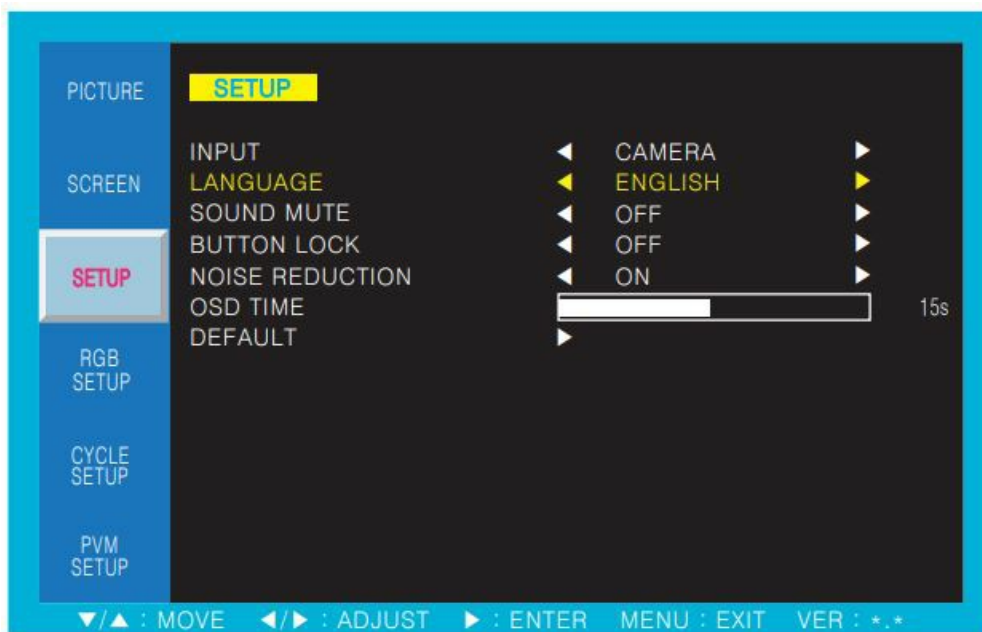 PICTURE
SCREEN
SETUP
RGB
SETUP
CYCLE
SETUP
PVM
SETUP
SETUP
INPUT ◀ CAMERA ▶
LANGUAGE ◀ ENGLISH ▶
SOUND MUTE ◀ OFF ▶
BUTTON LOCK ◀ OFF ▶
NOISE REDUCTION ◀ ON ▶
OSD TIME 15s
DEFAULT ▶
▼/▲ : MOVE ◀/▶ : ADJUST ▶ : ENTER MENU : EXIT VER : *.*